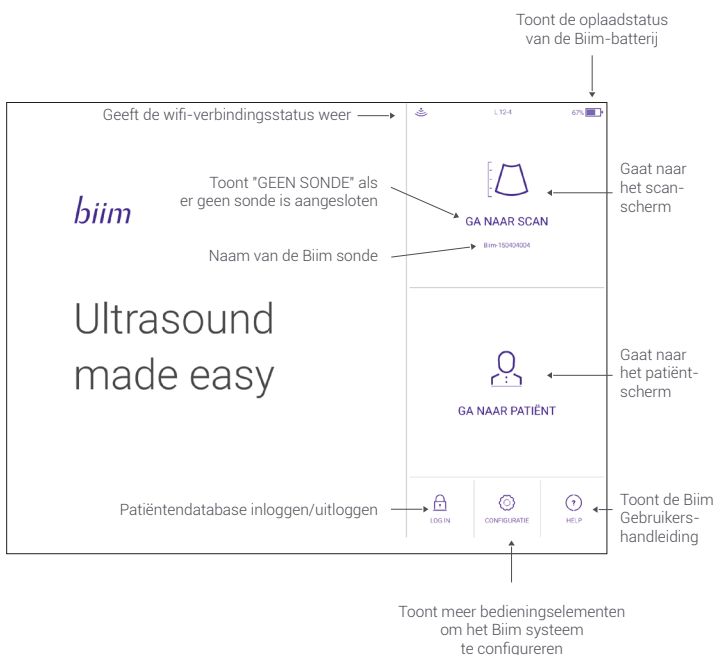 Toont de oplaadstatus
van de Biim-batterij
Geeft de wifi-verbindingsstatus weer
L 12-4
67%
Toont "GEEN SONDE" als
er geen sonde is aangesloten
Gaat naar
het scan-
scherm
biim
GA NAAR SCAN
Biim-150404004
Naam van de Biim sonde
Ultrasound
made easy
Gaat naar
het patiënt-
scherm
GA NAAR PATIËNT
Patiëntendatabase inloggen/uitloggen
LOG IN
CONFIGURATIE
HELP
Toont de Biim
Gebruikers-
handleiding
Toont meer bedieningselementen
om het Biim systeem
te configureren